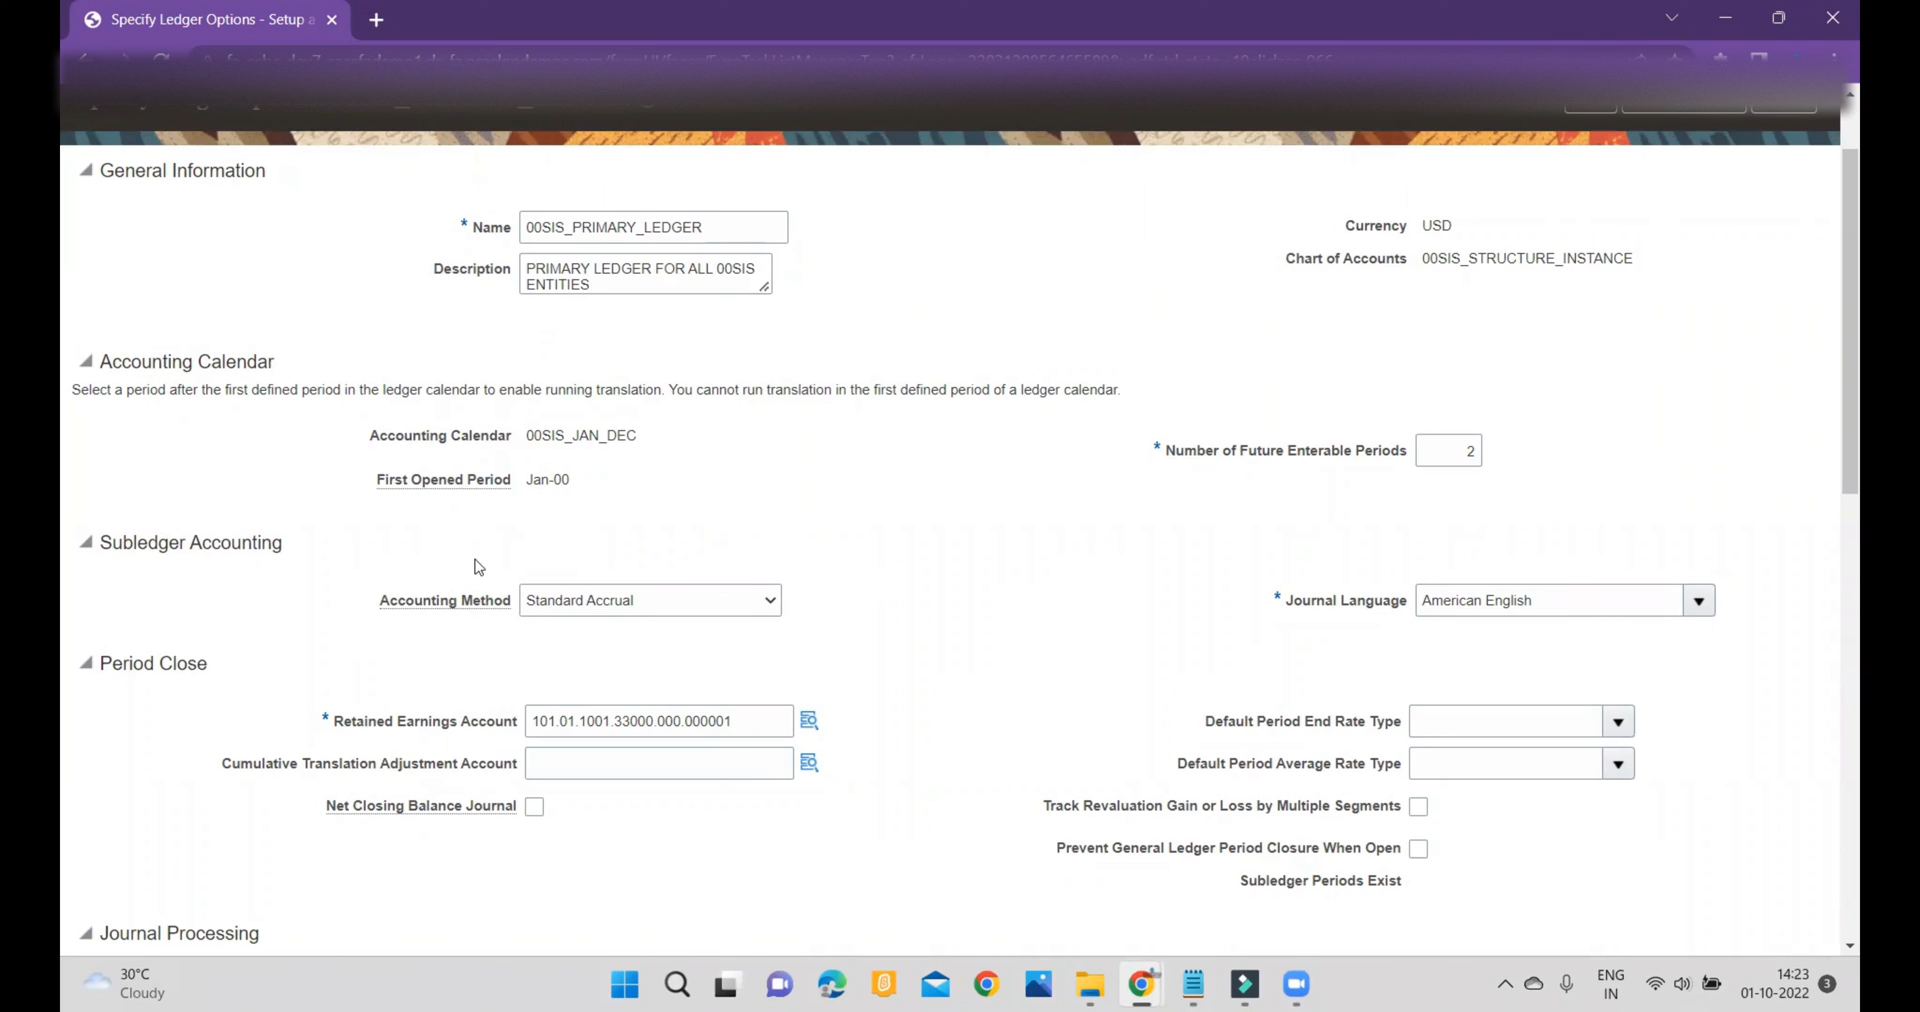 Specify Ledger Options - Setup a
General Information
* Name 00SIS_PRIMARY_LEDGER
Currency USD
Description PRIMARY LEDGER FOR ALL 00SIS
ENTITIES
Chart of Accounts 00SIS_STRUCTURE_INSTANCE
Accounting Calendar
Select a period after the first defined period in the ledger calendar to enable running translation. You cannot run translation in the first defined period of a ledger calendar.
Accounting Calendar 00SIS_JAN_DEC
* Number of Future Enterable Periods 2
First Opened Period Jan-00
Subledger Accounting
Accounting Method Standard Accrual
* Journal Language American English
Period Close
* Retained Earnings Account 101.01.1001.33000.000.000001
Default Period End Rate Type
Cumulative Translation Adjustment Account
Default Period Average Rate Type
Net Closing Balance Journal
Track Revaluation Gain or Loss by Multiple Segments
Prevent General Ledger Period Closure When Open
Subledger Periods Exist
Journal Processing
30°C
Cloudy
ENG
IN
14:23
01-10-2022
3